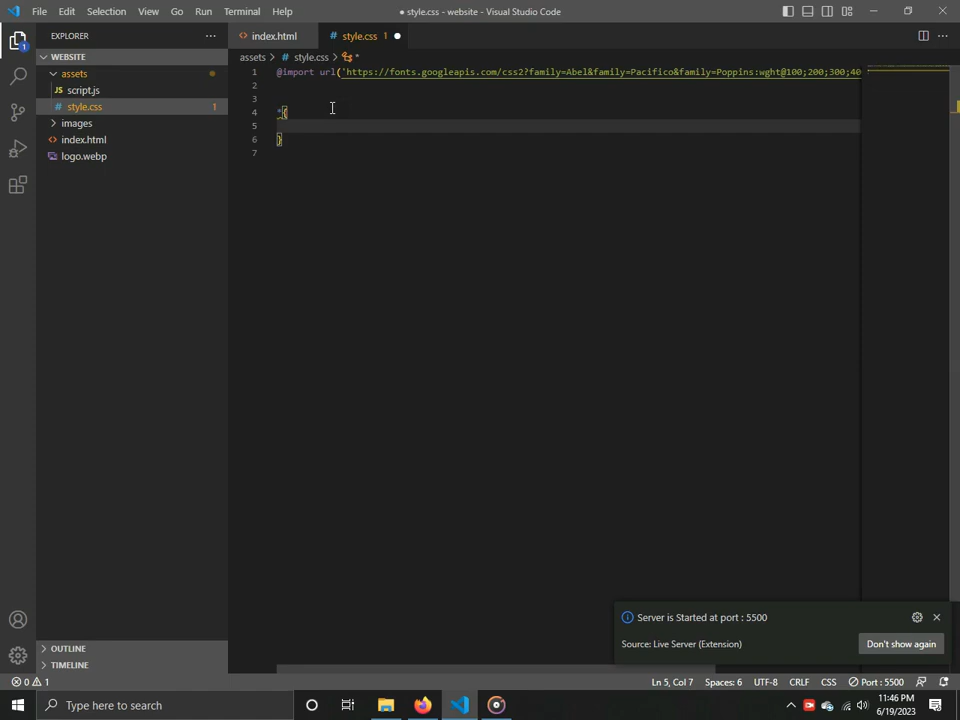 File Edit Selection View Go Run Terminal Help
● style.css - website - Visual Studio Code
1
EXPLORER
···
WEBSITE
assets
JS script.js
# style.css 1
images
<> index.html
logo.webp
OUTLINE
TIMELINE
<> index.html
# style.css 1 ●
···
assets > # style.css > *
1 @import url('https://fonts.googleapis.com/css2?family=Abel&family=Pacifico&family=Poppins:wght@100;200;300;40
2
3
4 *{
5
6 }
7
Server is Started at port : 5500
Source: Live Server (Extension)
Don't show again
0 1
Ln 5, Col 7 Spaces: 6 UTF-8 CRLF CSS Port : 5500
Type here to search
11:46 PM
6/19/2023